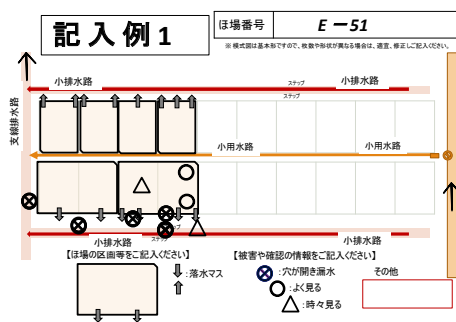 記入例1
ほ場番号
E－51
※ 模式図は基本形ですので、枚数や形状が異なる場合は、適宜、修正しご記入ください。
ステップ
小排水路
小排水路
ステップ
支線排水路
小用水路
小用水路
小排水路
ステップ
小排水路
ステップ
【ほ場の区画等をご記入ください】
：落水マス
【被害や確認の情報をご記入ください】
：穴が開き漏水
：よく見る
：時々見る
その他